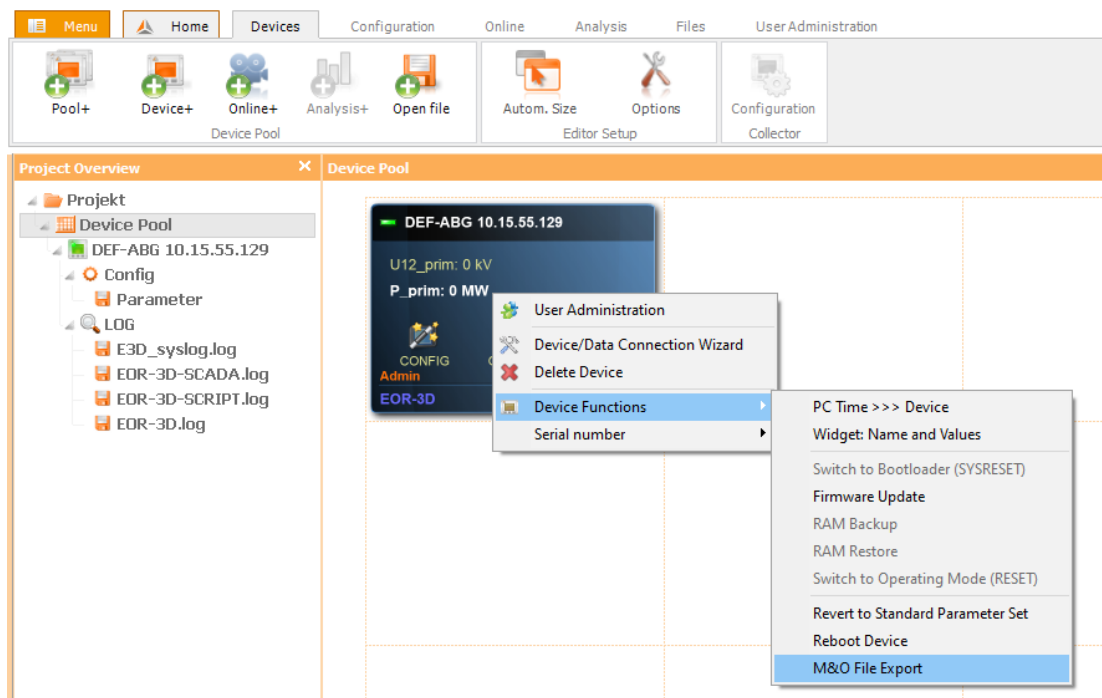 Menu
Home
Devices
Configuration
Online
Analysis
Files
User Administration
Pool+
Device+
Online+
Analysis+
Open file
Autom. Size
Options
Configuration
Device Pool
Editor Setup
Collector
Project Overview
Device Pool
Projekt
Device Pool
DEF-ABG 10.15.55.129
Config
Parameter
LOG
E3D_syslog.log
EOR-3D-SCADA.log
EOR-3D-SCRIPT.log
EOR-3D.log
DEF-ABG 10.15.55.129
U12_prim: 0 kV
P_prim: 0 MW
CONFIG
Admin
EOR-3D
User Administration
Device/Data Connection Wizard
Delete Device
Device Functions
Serial number
PC Time >>> Device
Widget: Name and Values
Switch to Bootloader (SYSRESET)
Firmware Update
RAM Backup
RAM Restore
Switch to Operating Mode (RESET)
Revert to Standard Parameter Set
Reboot Device
M&O File Export